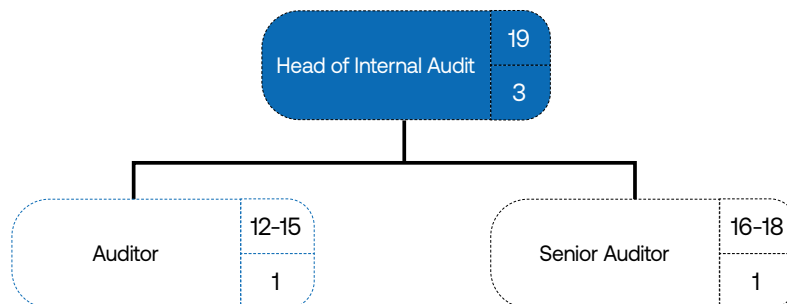 Head of Internal Audit
19
3
Auditor
12-15
1
Senior Auditor
16-18
1